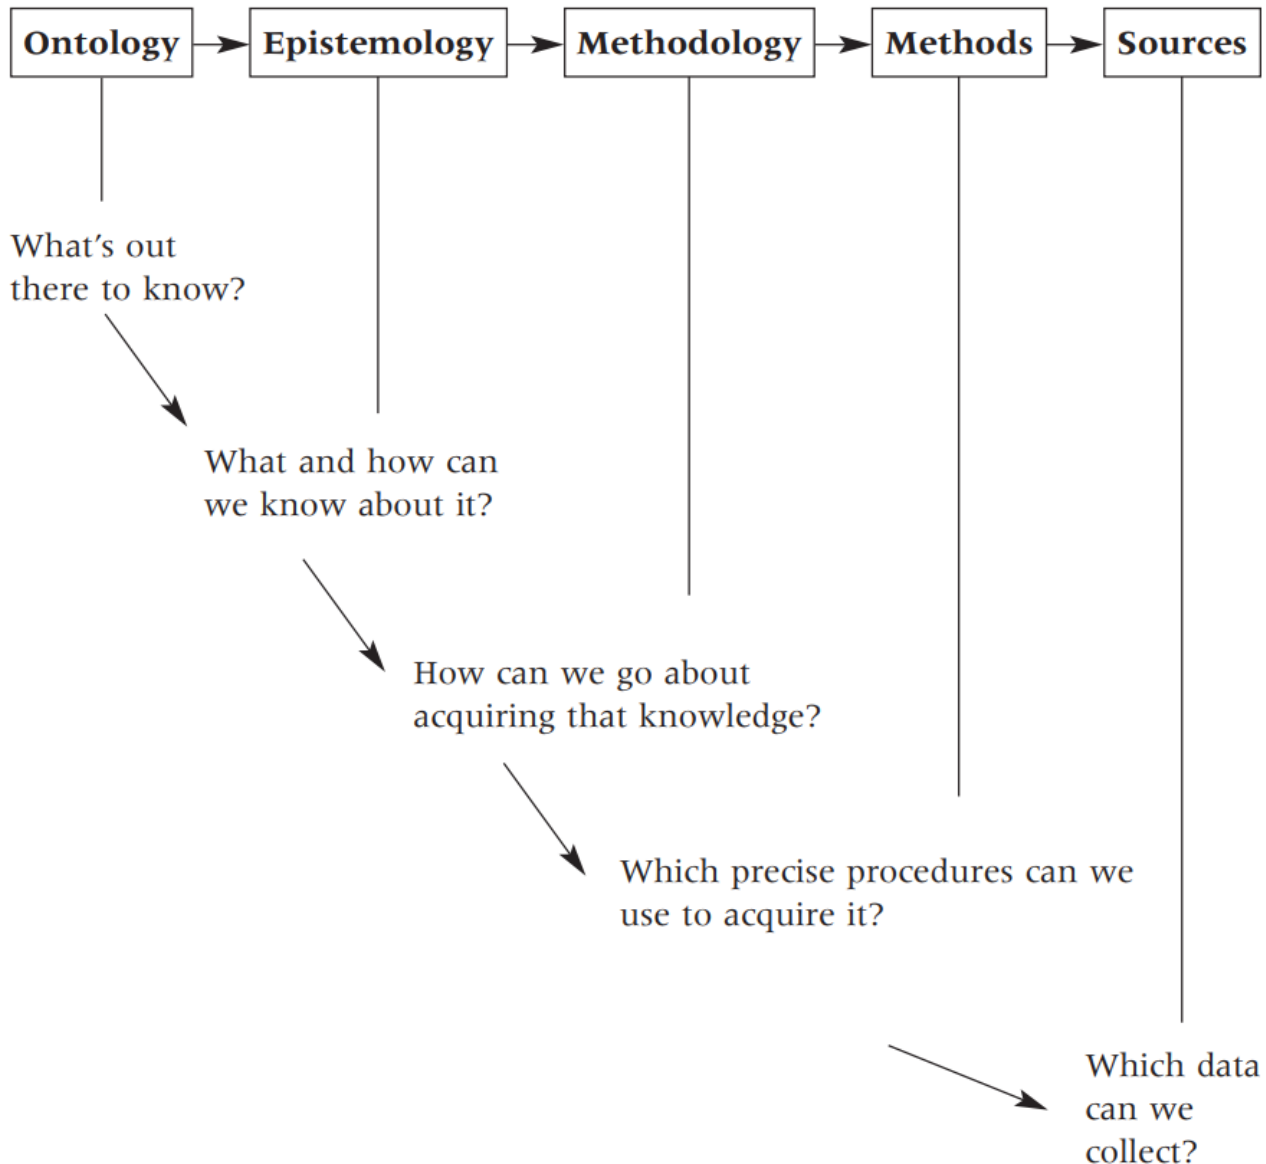 Ontology
Epistemology
Methodology
Methods
Sources
What’s out
there to know?
What and how can
we know about it?
How can we go about
acquiring that knowledge?
Which precise procedures can we
use to acquire it?
Which data
can we
collect?